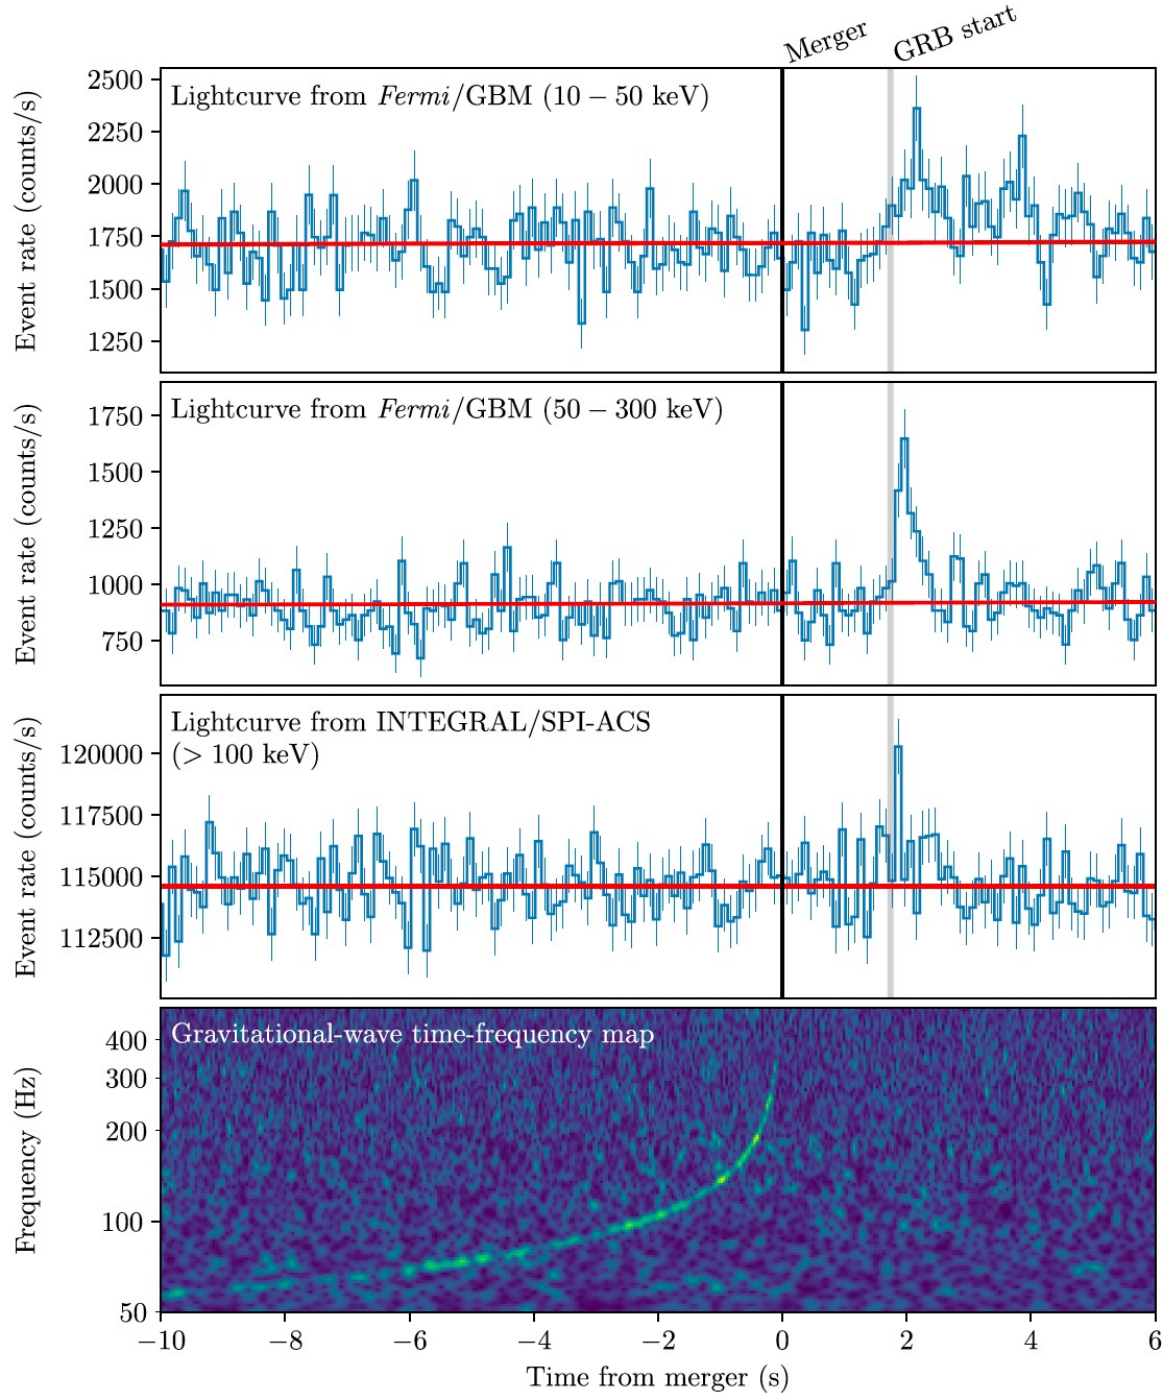 Merger GRB start
Lightcurve from Fermi/GBM (10 − 50 keV)
Event rate (counts/s)
2500
2250
2000
1750
1500
1250
Lightcurve from Fermi/GBM (50 − 300 keV)
Event rate (counts/s)
1750
1500
1250
1000
750
Lightcurve from INTEGRAL/SPI-ACS
(> 100 keV)
Event rate (counts/s)
120000
117500
115000
112500
Gravitational-wave time-frequency map
Frequency (Hz)
400
300
200
100
50
−10 −8 −6 −4 −2 0 2 4 6
Time from merger (s)